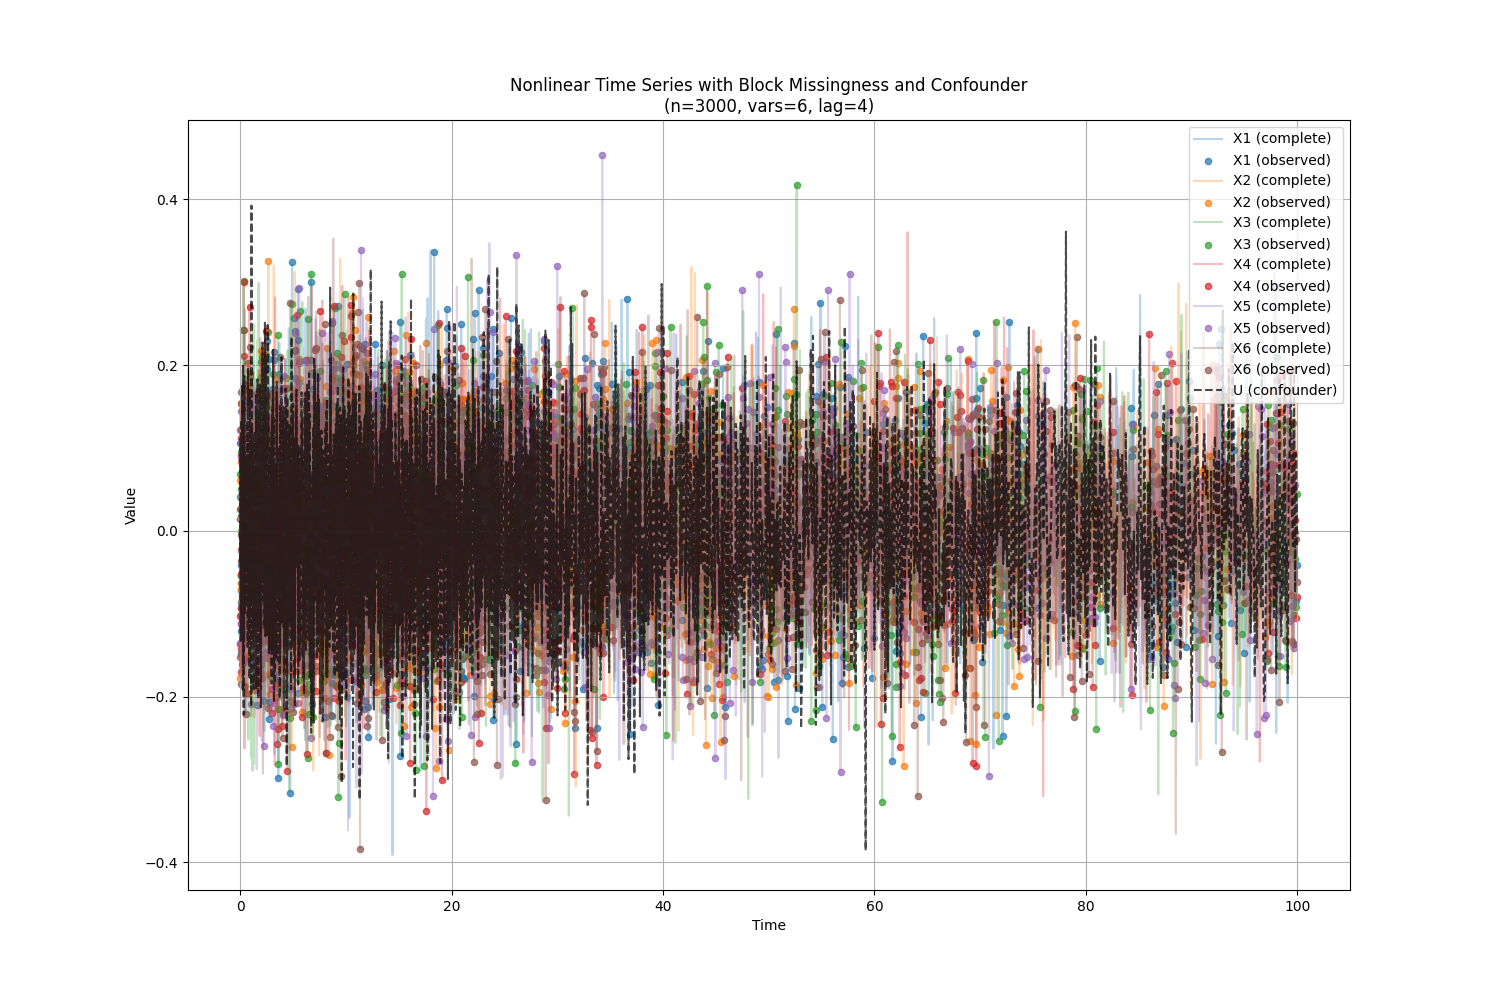 Nonlinear Time Series with Block Missingness and Confounder
(n=3000, vars=6, lag=4)
X1 (complete)
X1 (observed)
X2 (complete)
X2 (observed)
X3 (complete)
X3 (observed)
X4 (complete)
X4 (observed)
X5 (complete)
X5 (observed)
X6 (complete)
X6 (observed)
U (confounder)
Value
0.4
0.2
0.0
−0.2
−0.4
0
20
40
60
80
100
Time